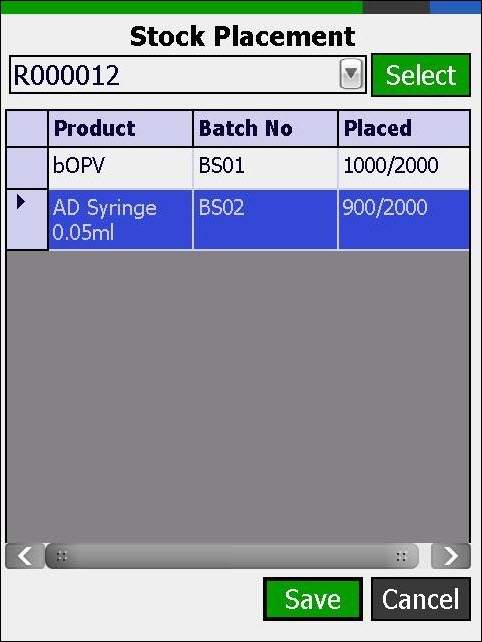 Stock Placement
R000012 Select
Product Batch No Placed
bOPV BS01 1000/2000
AD Syringe BS02 900/2000
0.05ml
Save Cancel